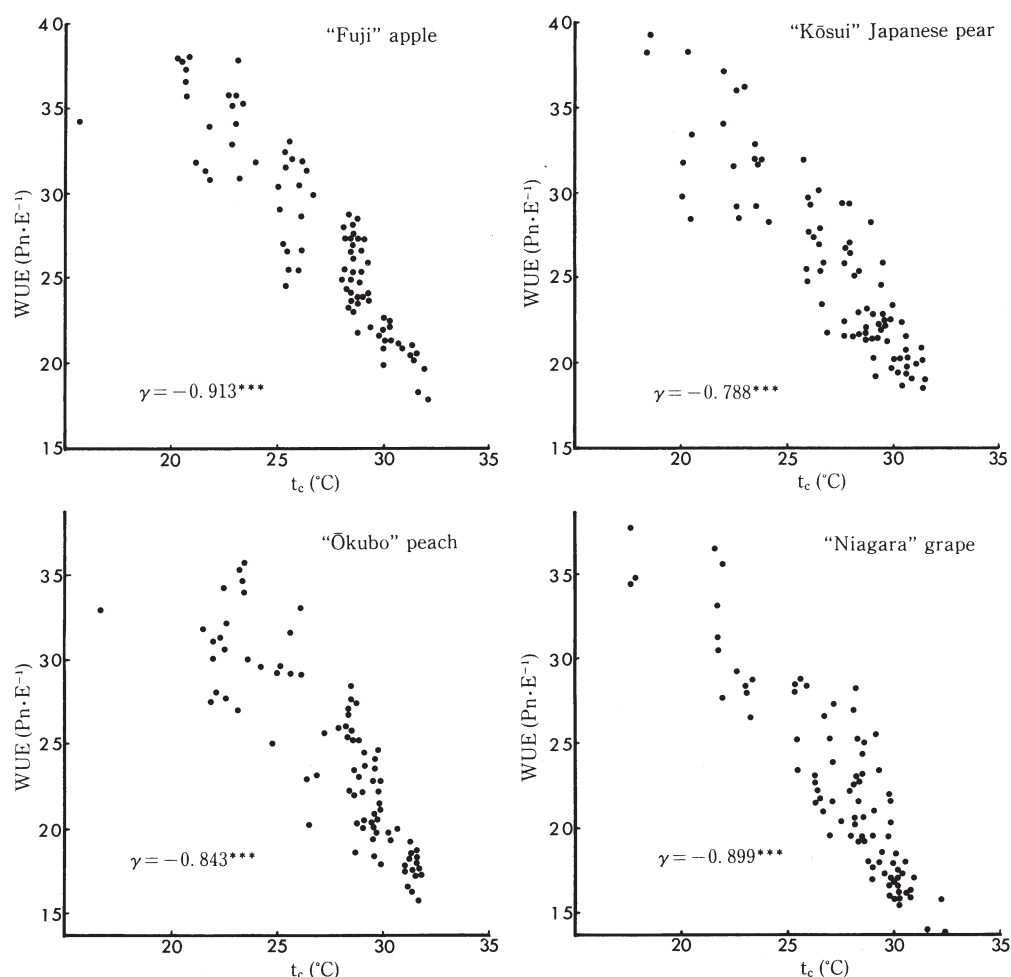 40
"Fuji" apple
35
30
WUE (Pn·E⁻¹)
25
20
γ=−0.913***
15
20 25 30 35
t꜀ (°C)
40
"Kōsui" Japanese pear
35
30
WUE (Pn·E⁻¹)
25
20
γ=−0.788***
15
20 25 30 35
t꜀ (°C)
"Ōkubo" peach
35
30
WUE (Pn·E⁻¹)
25
20
γ=−0.843***
15
20 25 30 35
t꜀ (°C)
"Niagara" grape
35
30
WUE (Pn·E⁻¹)
25
20
γ=−0.899***
15
20 25 30 35
t꜀ (°C)